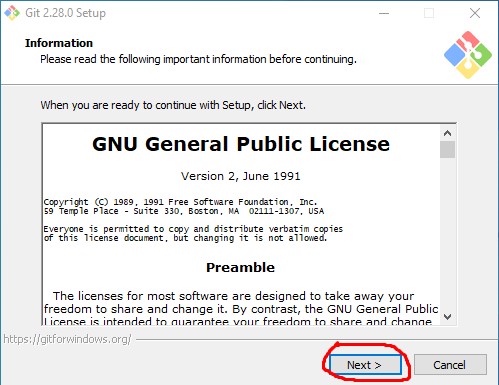 Git 2.28.0 Setup
Information
Please read the following important information before continuing.
When you are ready to continue with Setup, click Next.
GNU General Public License
Version 2, June 1991
Copyright (C) 1989, 1991 Free Software Foundation, Inc.
59 Temple Place - Suite 330, Boston, MA  02111-1307, USA
Everyone is permitted to copy and distribute verbatim copies
of this license document, but changing it is not allowed.
Preamble
The licenses for most software are designed to take away your
freedom to share and change it. By contrast, the GNU General Public
License is intended to guarantee your freedom to share and change
https://gitforwindows.org/
Next >
Cancel